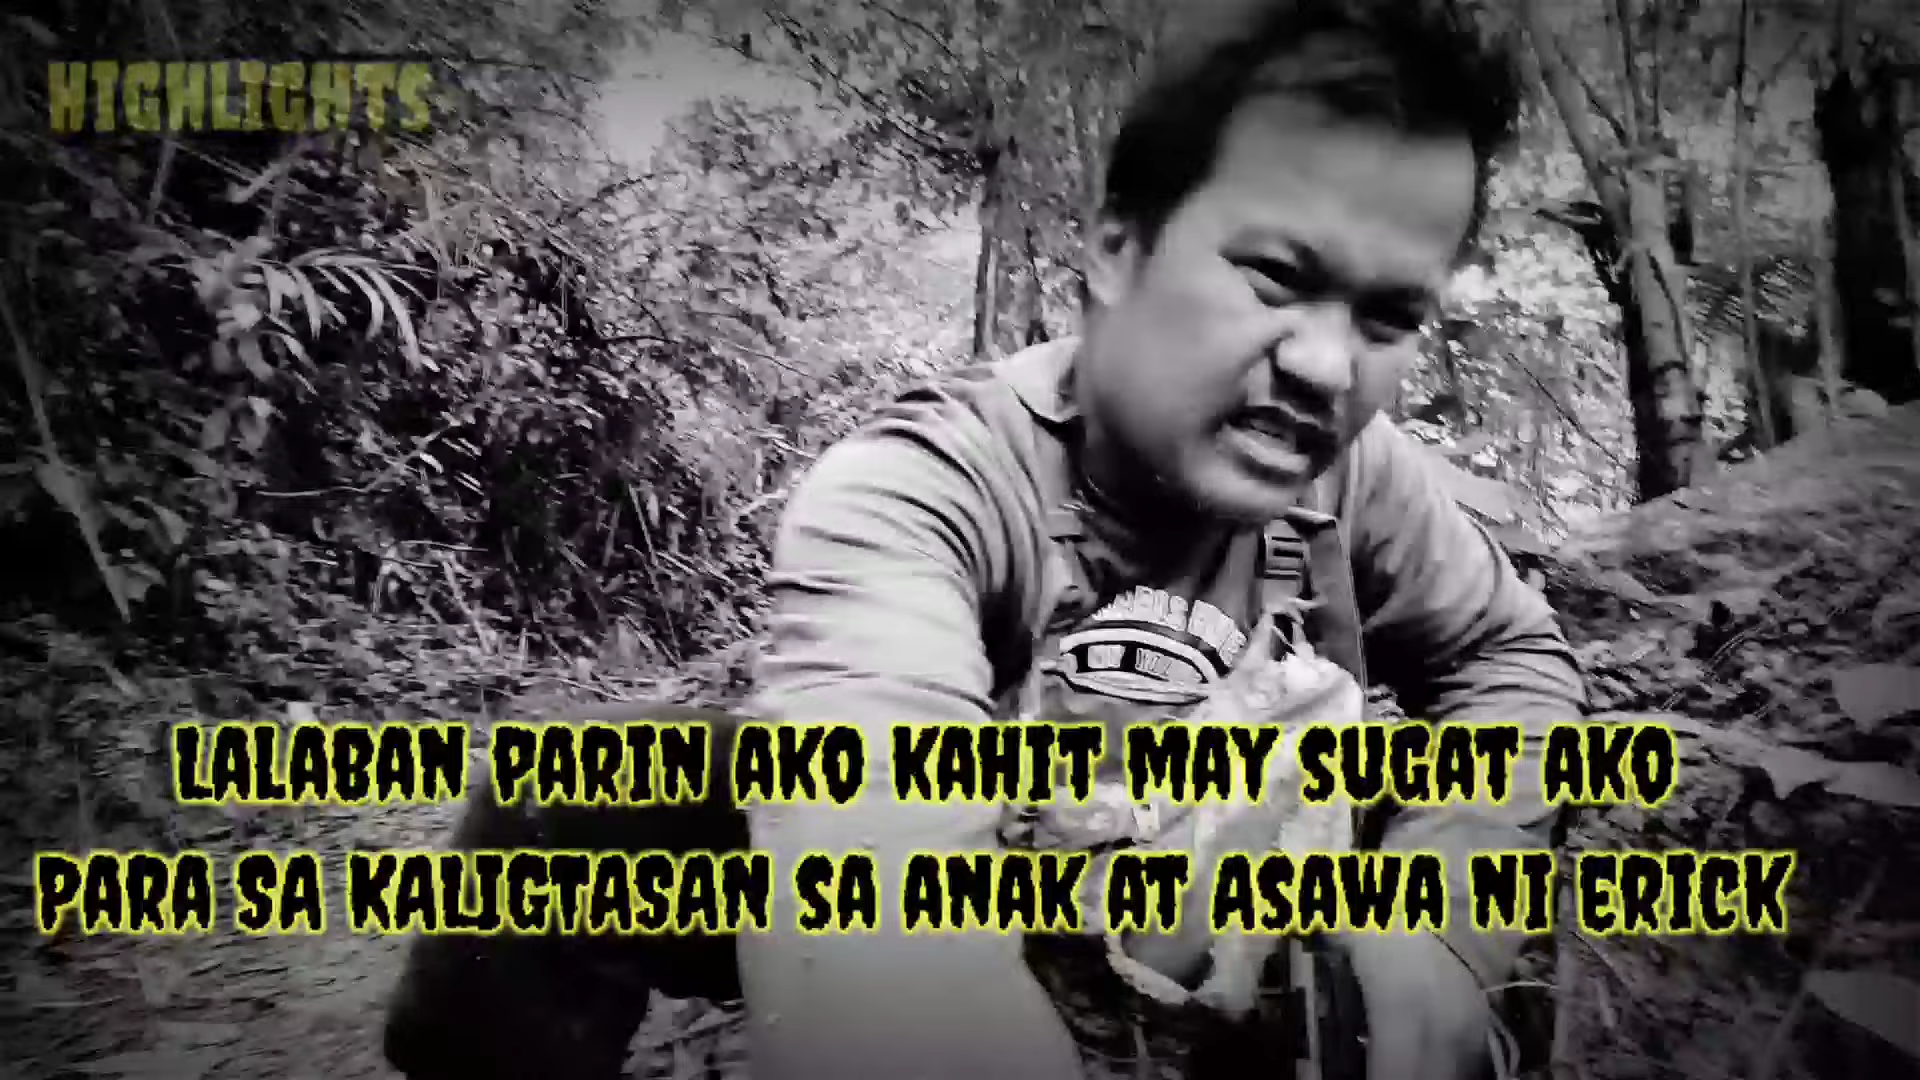 HIGHLIGHTS
LALABAN PARIN AKO KAHIT MAY SUGAT AKO
PARA SA KALIGTASAN SA ANAK AT ASAWA NI ERICK